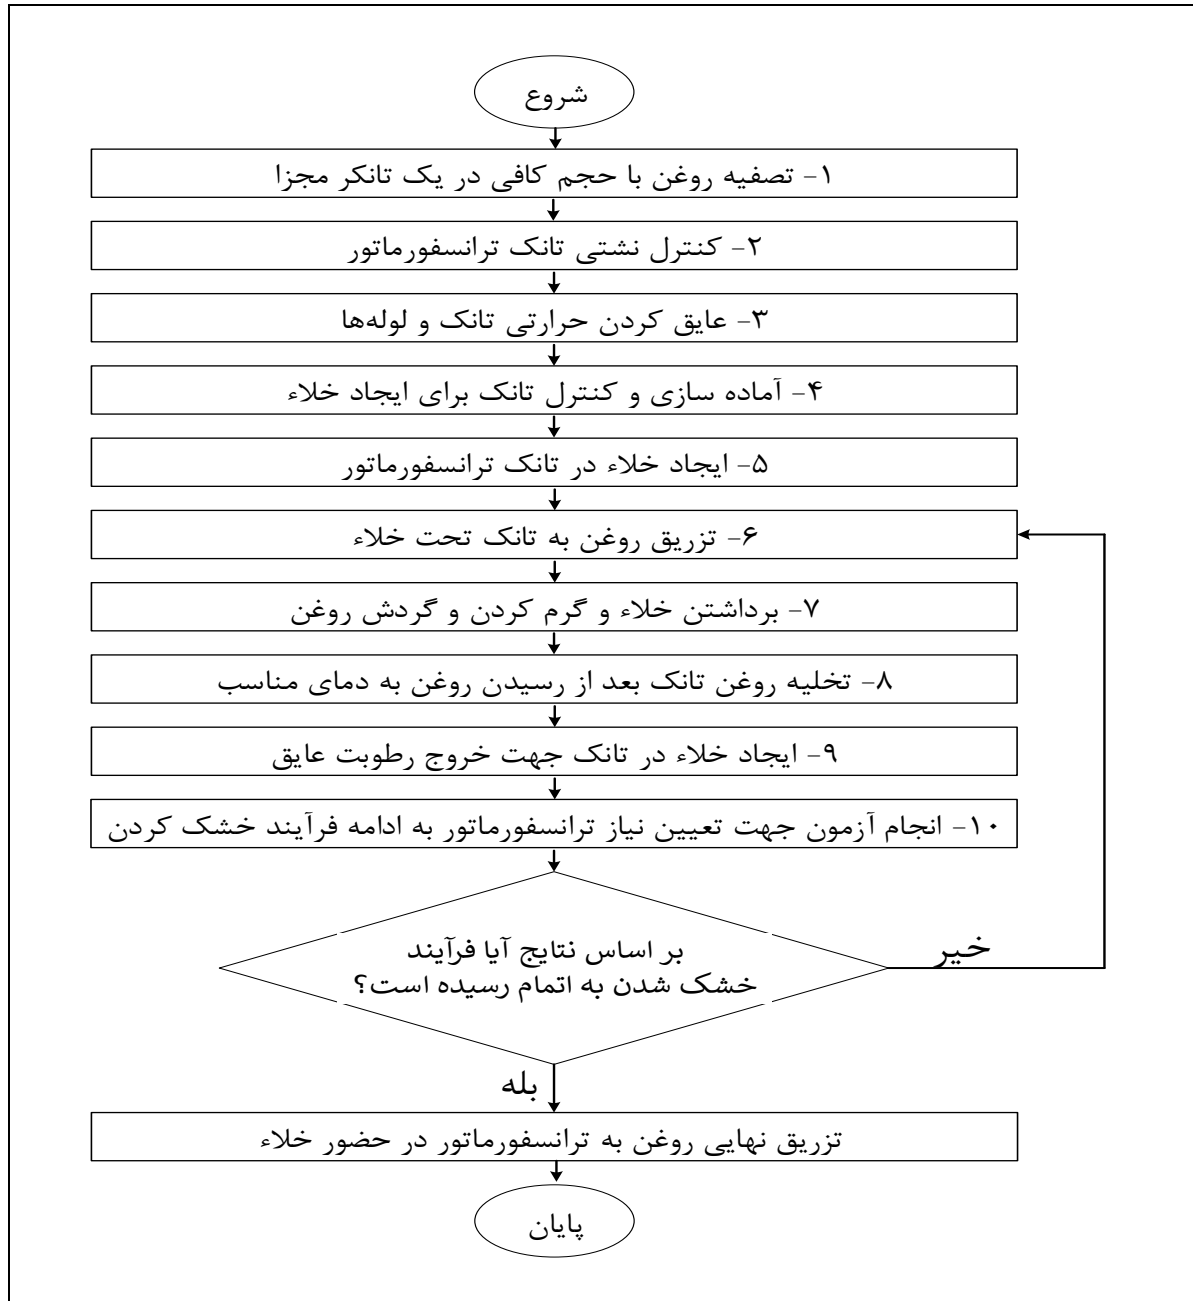 شروع
۱- تصفیه روغن با حجم کافی در یک تانکر مجزا
۲- کنترل نشتی تانک ترانسفورماتور
۳- عایق کردن حرارتی تانک و لوله‌ها
۴- آماده سازی و کنترل تانک برای ایجاد خلاء
۵- ایجاد خلاء در تانک ترانسفورماتور
۶- تزریق روغن به تانک تحت خلاء
۷- برداشتن خلاء و گرم کردن و گردش روغن
۸- تخلیه روغن تانک بعد از رسیدن روغن به دمای مناسب
۹- ایجاد خلاء در تانک جهت خروج رطوبت عایق
۱۰- انجام آزمون جهت تعیین نیاز ترانسفورماتور به ادامه فرآیند خشک کردن
بر اساس نتایج آیا فرآیند
خشک شدن به اتمام رسیده است؟
خیر
بله
تزریق نهایی روغن به ترانسفورماتور در حضور خلاء
پایان